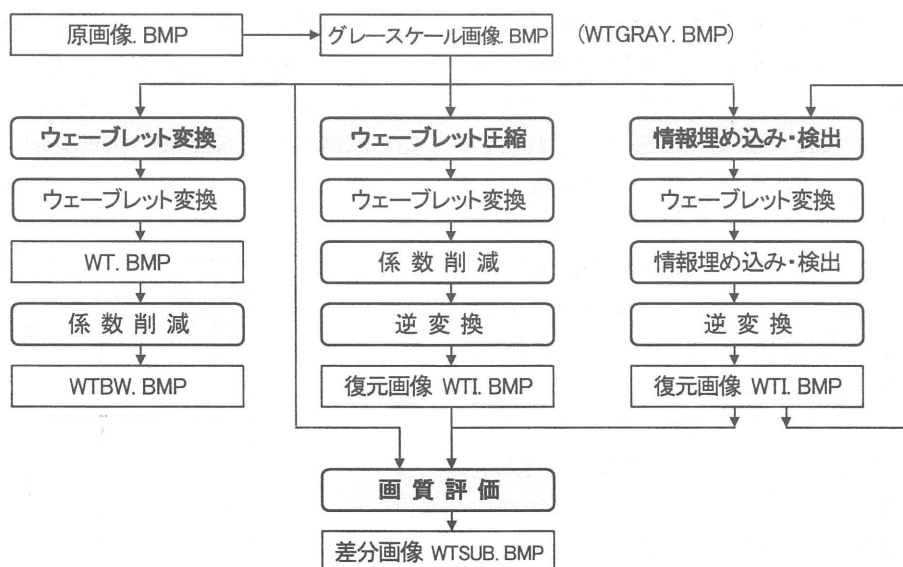 原画像. BMP
グレースケール画像. BMP
(WTGRAY. BMP)
ウェーブレット変換
ウェーブレット圧縮
情報埋め込み・検出
ウェーブレット変換
ウェーブレット変換
ウェーブレット変換
WT. BMP
係 数 削 減
情報埋め込み・検出
係 数 削 減
逆 変 換
逆 変 換
WTBW. BMP
復元画像 WTI. BMP
復元画像 WTI. BMP
画 質 評 価
差分画像 WTSUB. BMP